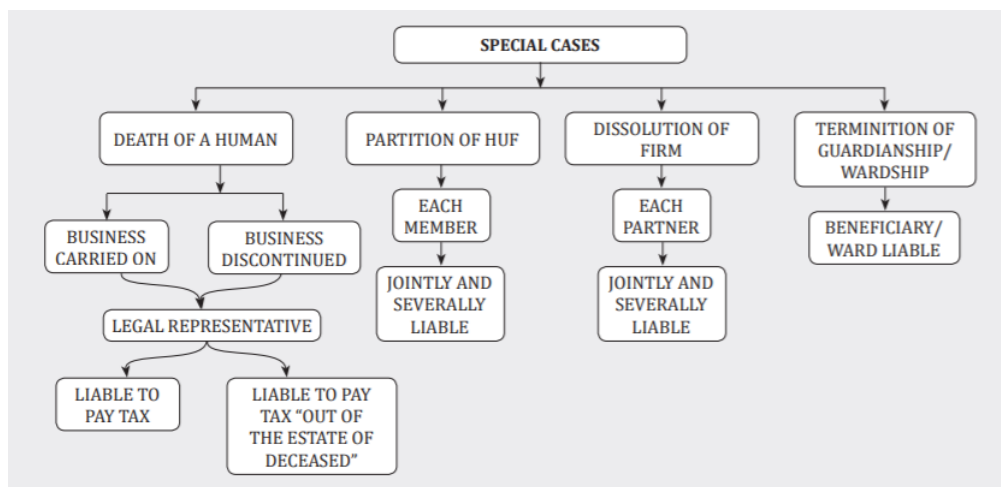 SPECIAL CASES
DEATH OF A HUMAN
PARTITION OF HUF
DISSOLUTION OF
FIRM
TERMINITION OF
GUARDIANSHIP/
WARDSHIP
BUSINESS
CARRIED ON
BUSINESS
DISCONTINUED
EACH
MEMBER
EACH
PARTNER
BENEFICIARY/
WARD LIABLE
LEGAL REPRESENTATIVE
JOINTLY AND
SEVERALLY
LIABLE
JOINTLY AND
SEVERALLY
LIABLE
LIABLE TO
PAY TAX
LIABLE TO PAY
TAX “OUT OF
THE ESTATE OF
DECEASED”